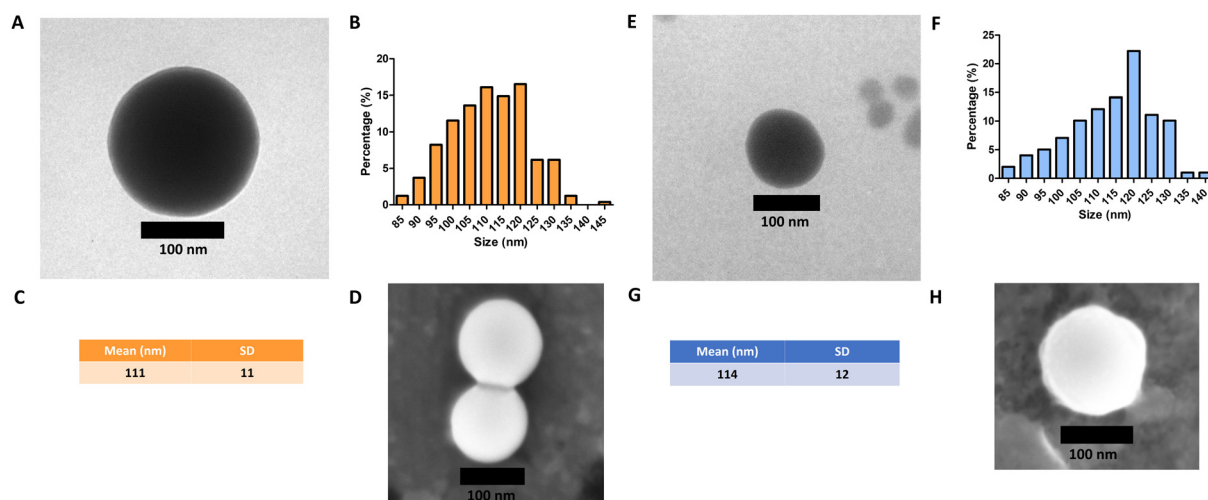 A
100 nm
B
Percentage (%)
20
15
10
5
0
85
90
95
100
105
110
115
120
125
130
135
140
145
Size (nm)
C
Mean (nm) SD
111 11
D
100 nm
E
100 nm
F
Percentage (%)
25
20
15
10
5
0
85
90
95
100
105
110
115
120
125
130
135
140
Size (nm)
G
Mean (nm) SD
114 12
H
100 nm